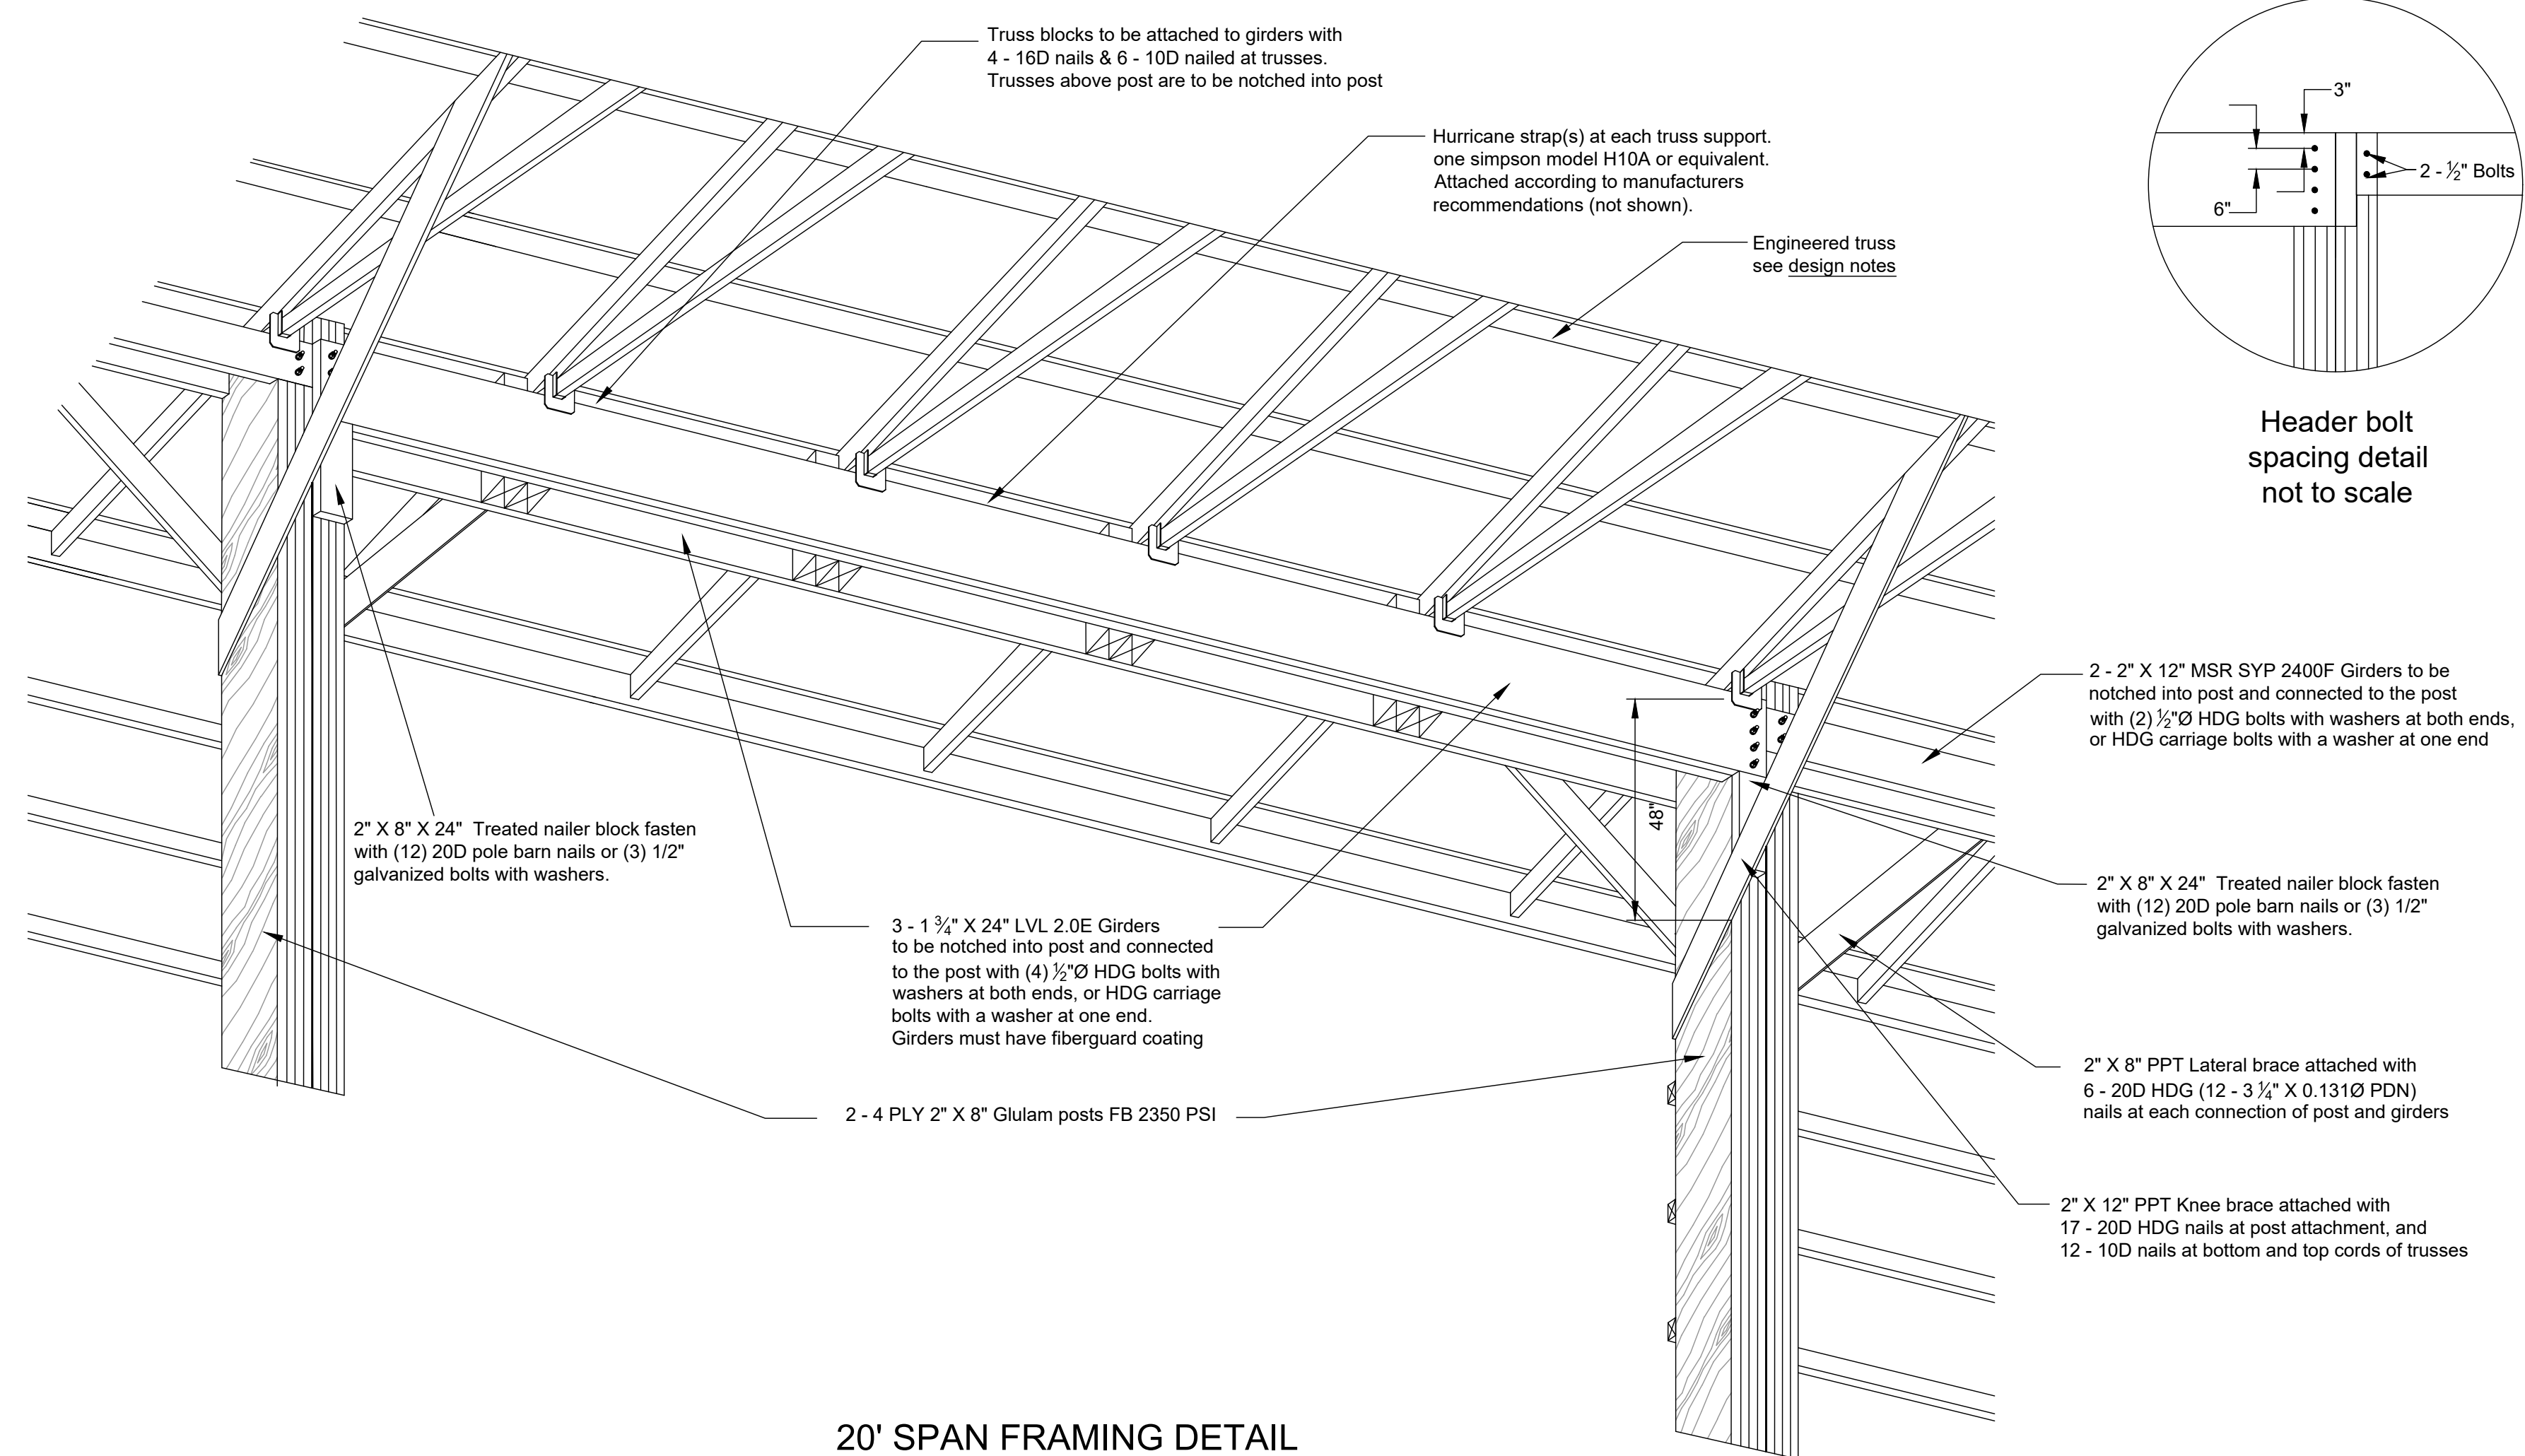 Truss blocks to be attached to girders with
4 - 16D nails & 6 - 10D nailed at trusses.
Trusses above post are to be notched into post
Hurricane strap(s) at each truss support.
one simpson model H10A or equivalent.
Attached according to manufacturers
recommendations (not shown).
Engineered truss
see design notes
3"
2 - ½" Bolts
6"
Header bolt
spacing detail
not to scale
2 - 2" X 12" MSR SYP 2400F Girders to be
notched into post and connected to the post
with (2) ½"Ø HDG bolts with washers at both ends,
or HDG carriage bolts with a washer at one end
48"
2" X 8" X 24" Treated nailer block fasten
with (12) 20D pole barn nails or (3) 1/2"
galvanized bolts with washers.
2" X 8" X 24" Treated nailer block fasten
with (12) 20D pole barn nails or (3) 1/2"
galvanized bolts with washers.
3 - 1 ¾" X 24" LVL 2.0E Girders
to be notched into post and connected
to the post with (4) ½"Ø HDG bolts with
washers at both ends, or HDG carriage
bolts with a washer at one end.
Girders must have fiberguard coating
2" X 8" PPT Lateral brace attached with
6 - 20D HDG (12 - 3 ¼" X 0.131Ø PDN)
nails at each connection of post and girders
2 - 4 PLY 2" X 8" Glulam posts FB 2350 PSI
2" X 12" PPT Knee brace attached with
17 - 20D HDG nails at post attachment, and
12 - 10D nails at bottom and top cords of trusses
20' SPAN FRAMING DETAIL